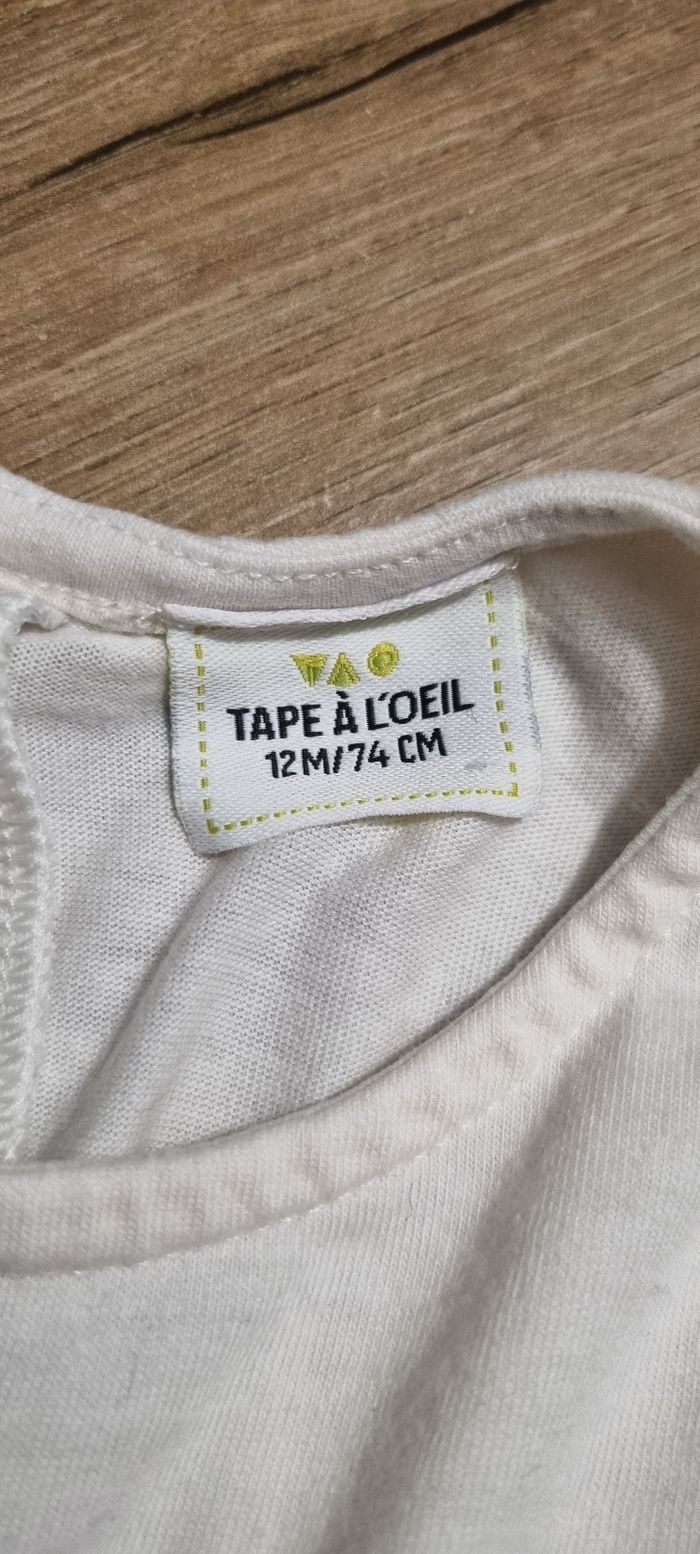 TAPE À L'OEIL
12M/74 CM